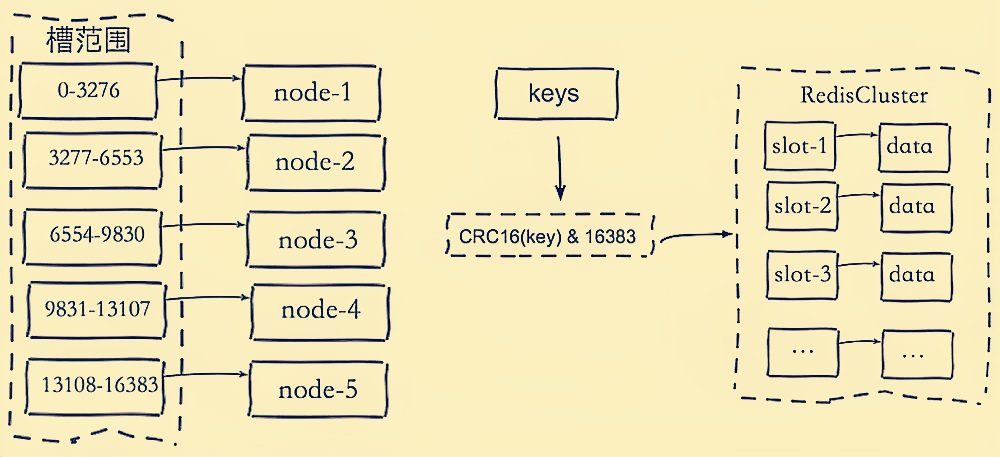 槽范围
0-3276
node-1
3277-6553
node-2
6554-9830
node-3
9831-13107
node-4
13108-16383
node-5
keys
CRC16(key) & 16383
RedisCluster
slot-1
data
slot-2
data
slot-3
data
...
...